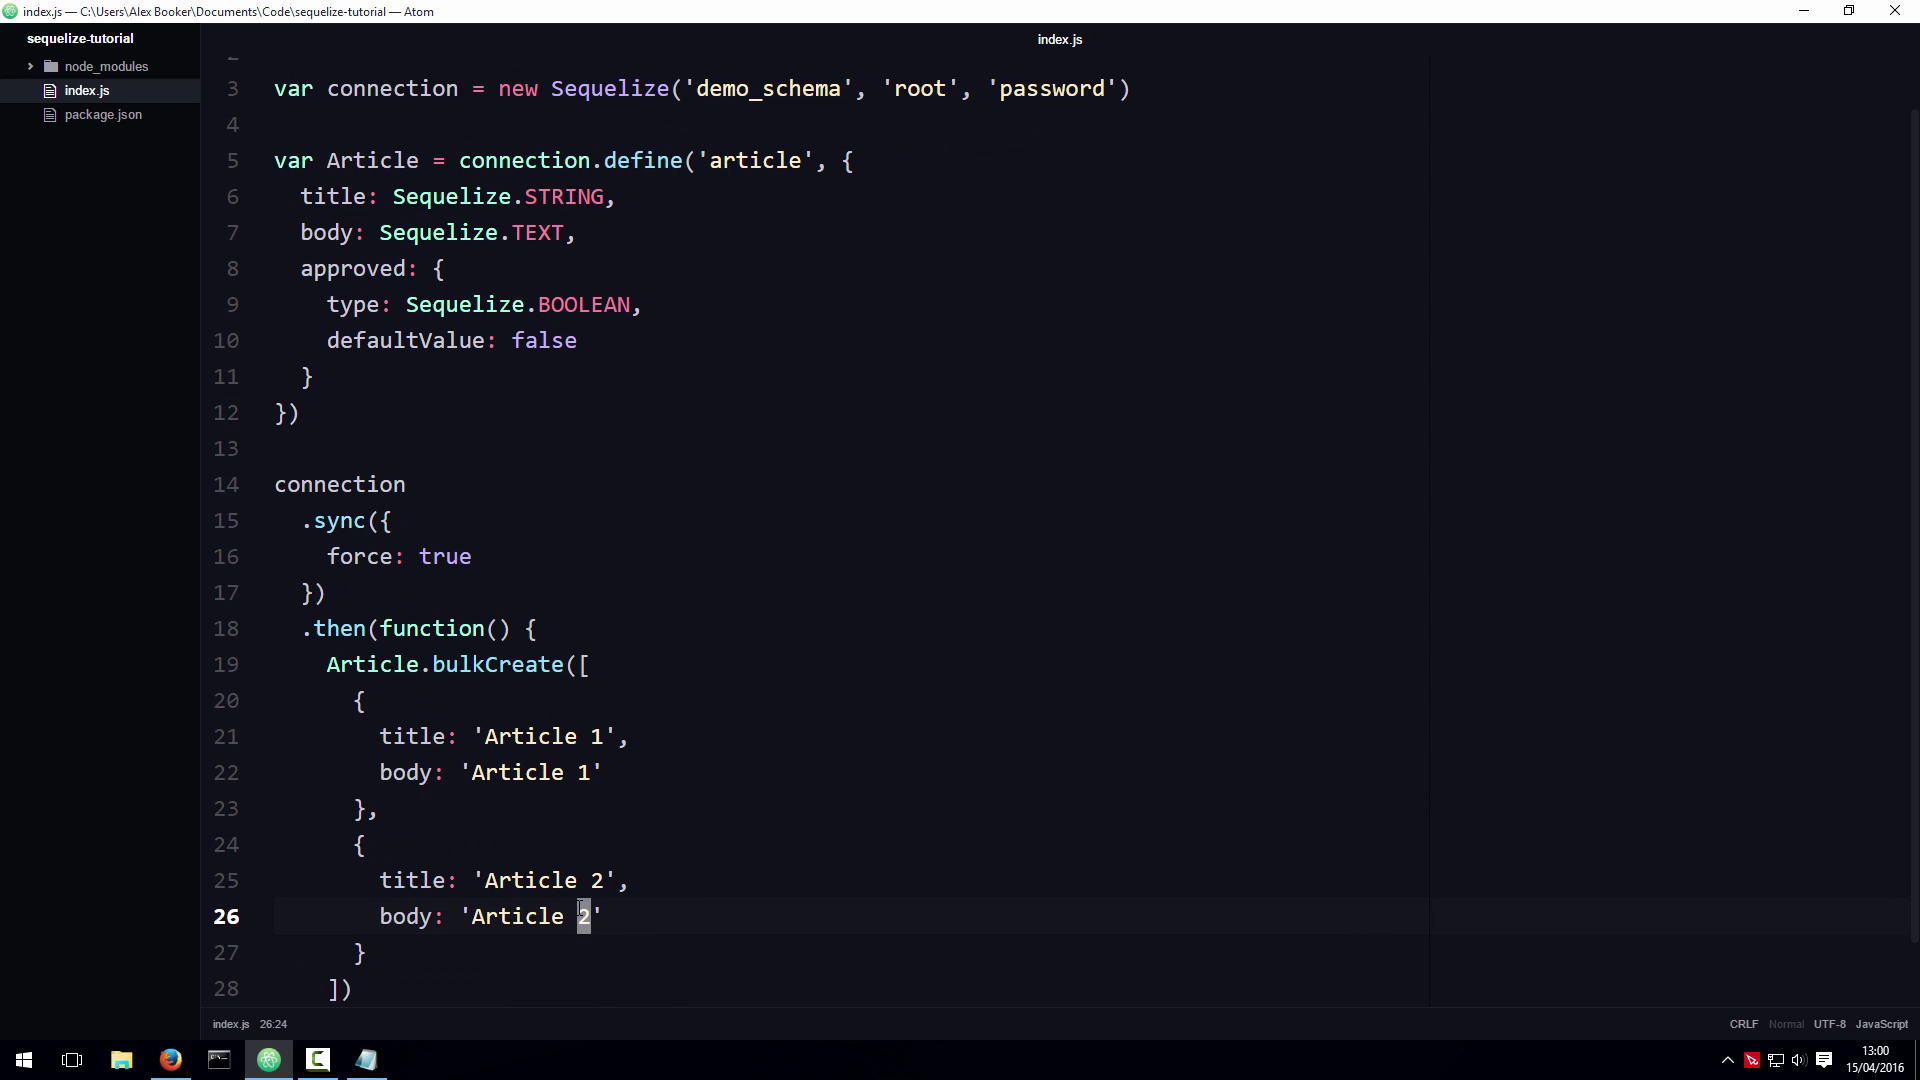 index.js — C:\Users\Alex Booker\Documents\Code\sequelize-tutorial — Atom
sequelize-tutorial
node_modules
index.js
package.json
index.js
2
3 var connection = new Sequelize('demo_schema', 'root', 'password')
4
5 var Article = connection.define('article', {
6 title: Sequelize.STRING,
7 body: Sequelize.TEXT,
8 approved: {
9 type: Sequelize.BOOLEAN,
10 defaultValue: false
11 }
12 })
13
14 connection
15 .sync({
16 force: true
17 })
18 .then(function() {
19 Article.bulkCreate([
20 {
21 title: 'Article 1',
22 body: 'Article 1'
23 },
24 {
25 title: 'Article 2',
26 body: 'Article 2'
27 }
28 ])
index.js 26:24
CRLF Normal UTF-8 JavaScript
13:00
15/04/2016